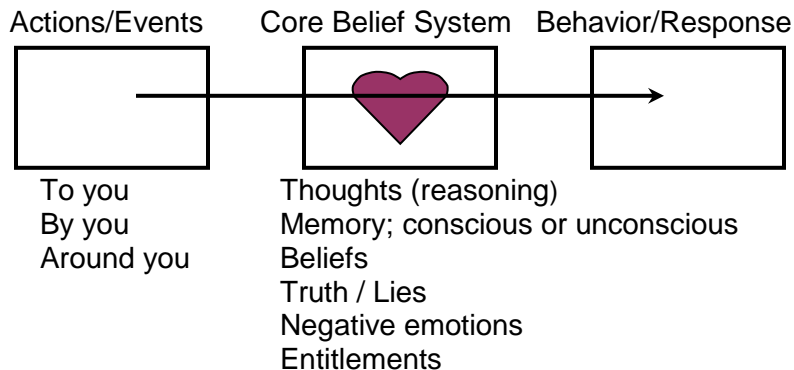 Actions/Events Core Belief System Behavior/Response
To you Thoughts (reasoning)
By you Memory; conscious or unconscious
Around you Beliefs
Truth / Lies
Negative emotions
Entitlements